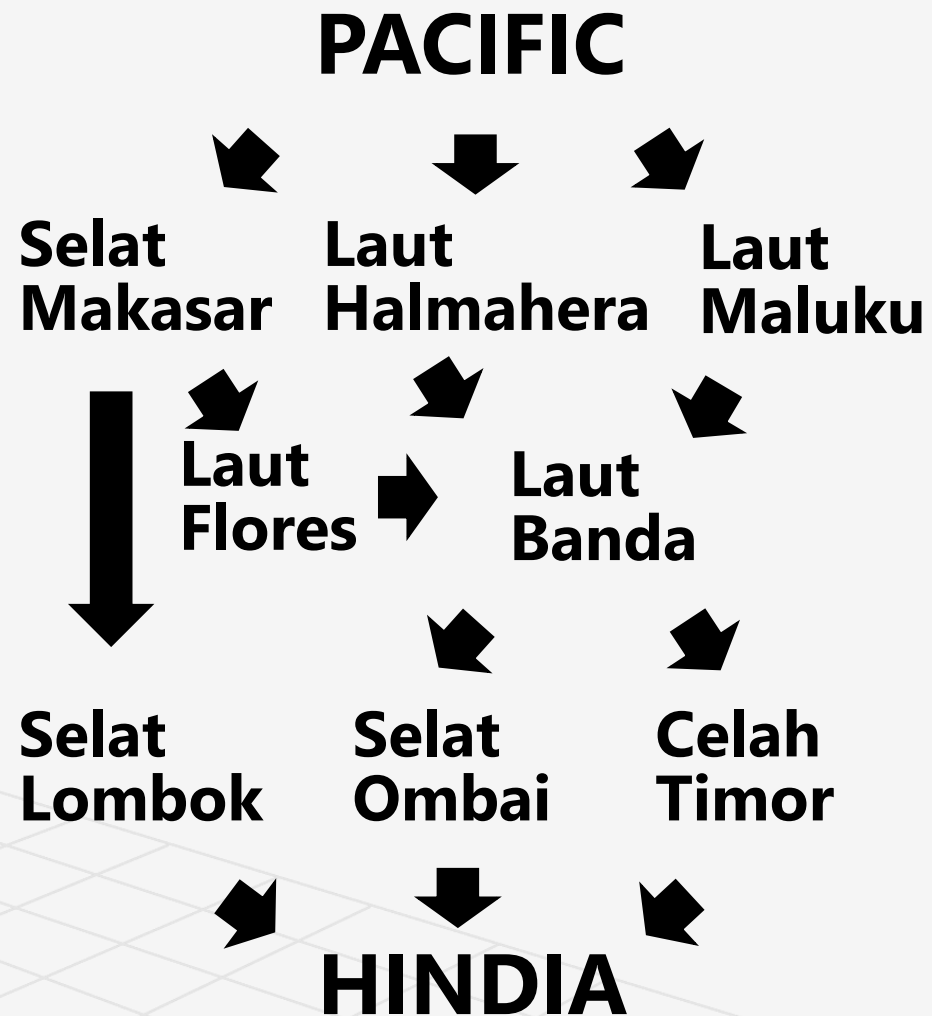 PACIFIC
Selat
Makasar
Laut
Halmahera
Laut
Maluku
Laut
Flores
Laut
Banda
Selat
Lombok
Selat
Ombai
Celah
Timor
HINDIA